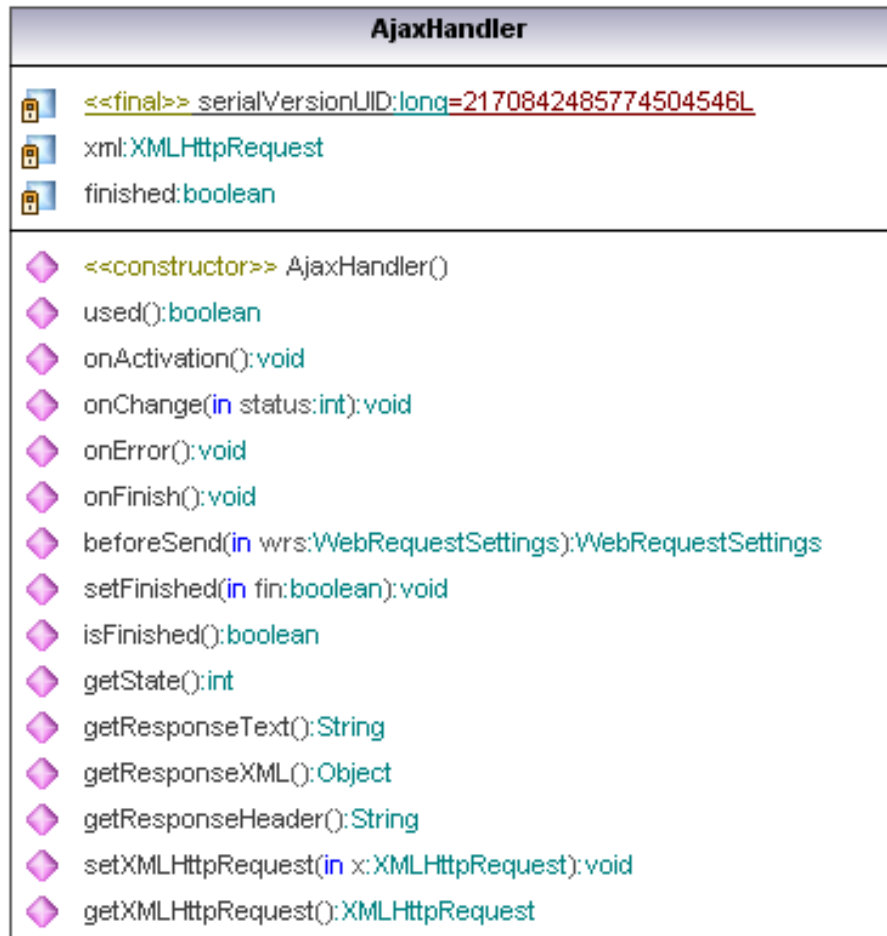 AjaxHandler
<<final>> serialVersionUID:long=2170842485774504546L
xml:XMLHttpRequest
finished:boolean
<<constructor>> AjaxHandler()
used():boolean
onActivation():void
onChange(in status:int):void
onError():void
onFinish():void
beforeSend(in wrs:WebRequestSettings):WebRequestSettings
setFinished(in fin:boolean):void
isFinished():boolean
getState():int
getResponseText():String
getResponseXML():Object
getResponseHeader():String
setXMLHttpRequest(in x:XMLHttpRequest):void
getXMLHttpRequest():XMLHttpRequest